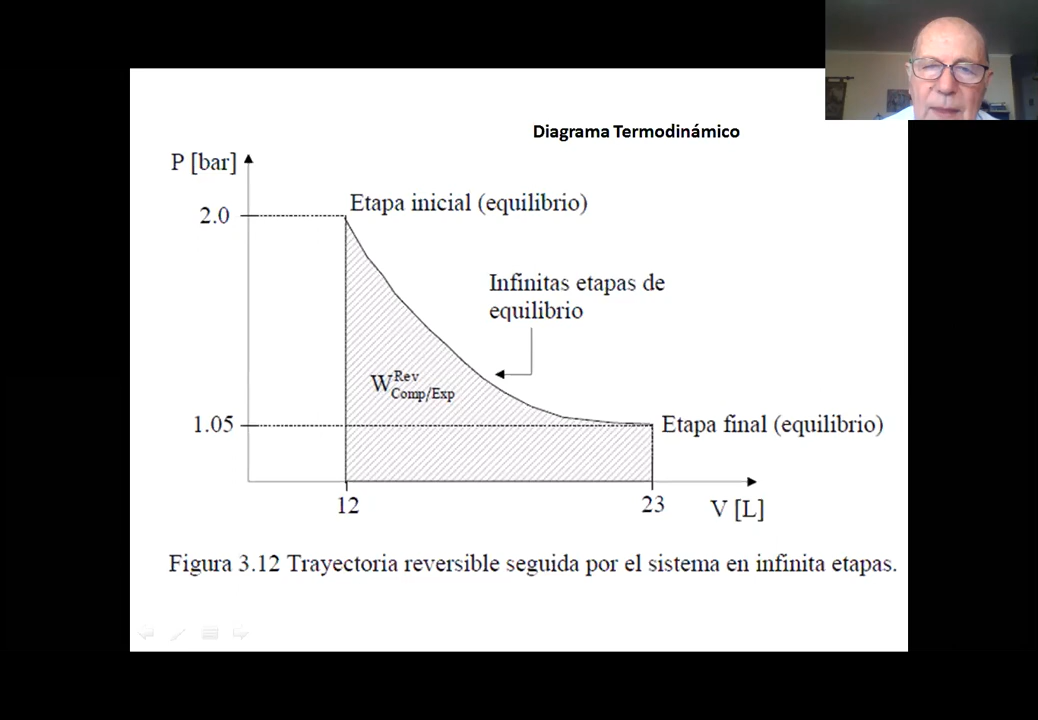 Diagrama Termodinámico
P [bar]
Etapa inicial (equilibrio)
2.0
Infinitas etapas de
equilibrio
W Rev Comp/Exp
1.05
Etapa final (equilibrio)
12
23
V [L]
Figura 3.12 Trayectoria reversible seguida por el sistema en infinita etapas.